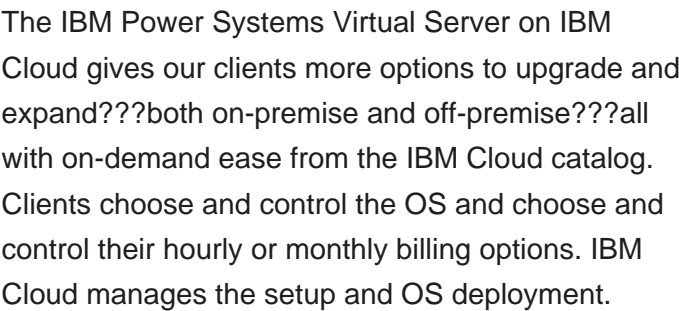 The IBM Power Systems Virtual Server on IBM
Cloud gives our clients more options to upgrade and
expand???both on-premise and off-premise???all
with on-demand ease from the IBM Cloud catalog.
Clients choose and control the OS and choose and
control their hourly or monthly billing options. IBM
Cloud manages the setup and OS deployment.